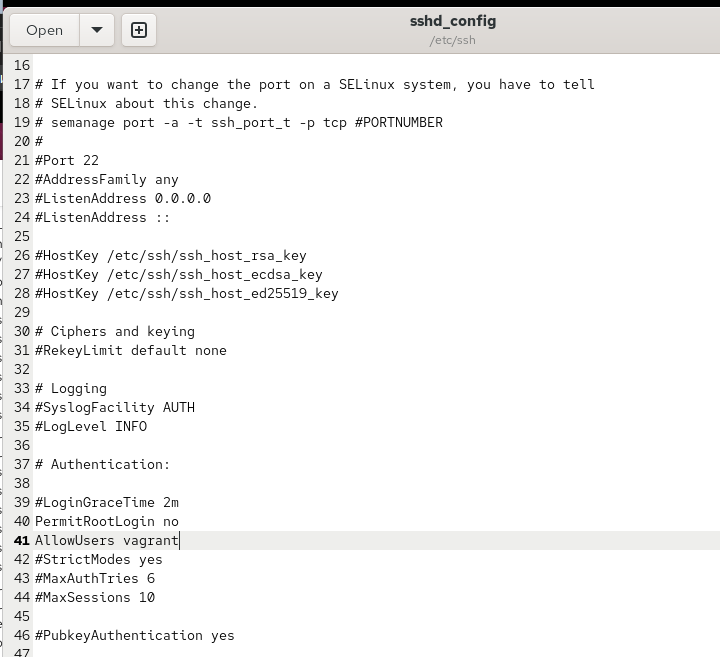 Open
sshd_config
/etc/ssh
16
17 # If you want to change the port on a SELinux system, you have to tell
18 # SELinux about this change.
19 # semanage port -a -t ssh_port_t -p tcp #PORTNUMBER
20 #
21 #Port 22
22 #AddressFamily any
23 #ListenAddress 0.0.0.0
24 #ListenAddress ::
25
26 #HostKey /etc/ssh/ssh_host_rsa_key
27 #HostKey /etc/ssh/ssh_host_ecdsa_key
28 #HostKey /etc/ssh/ssh_host_ed25519_key
29
30 # Ciphers and keying
31 #RekeyLimit default none
32
33 # Logging
34 #SyslogFacility AUTH
35 #LogLevel INFO
36
37 # Authentication:
38
39 #LoginGraceTime 2m
40 PermitRootLogin no
41 AllowUsers vagrant
42 #StrictModes yes
43 #MaxAuthTries 6
44 #MaxSessions 10
45
46 #PubkeyAuthentication yes
47